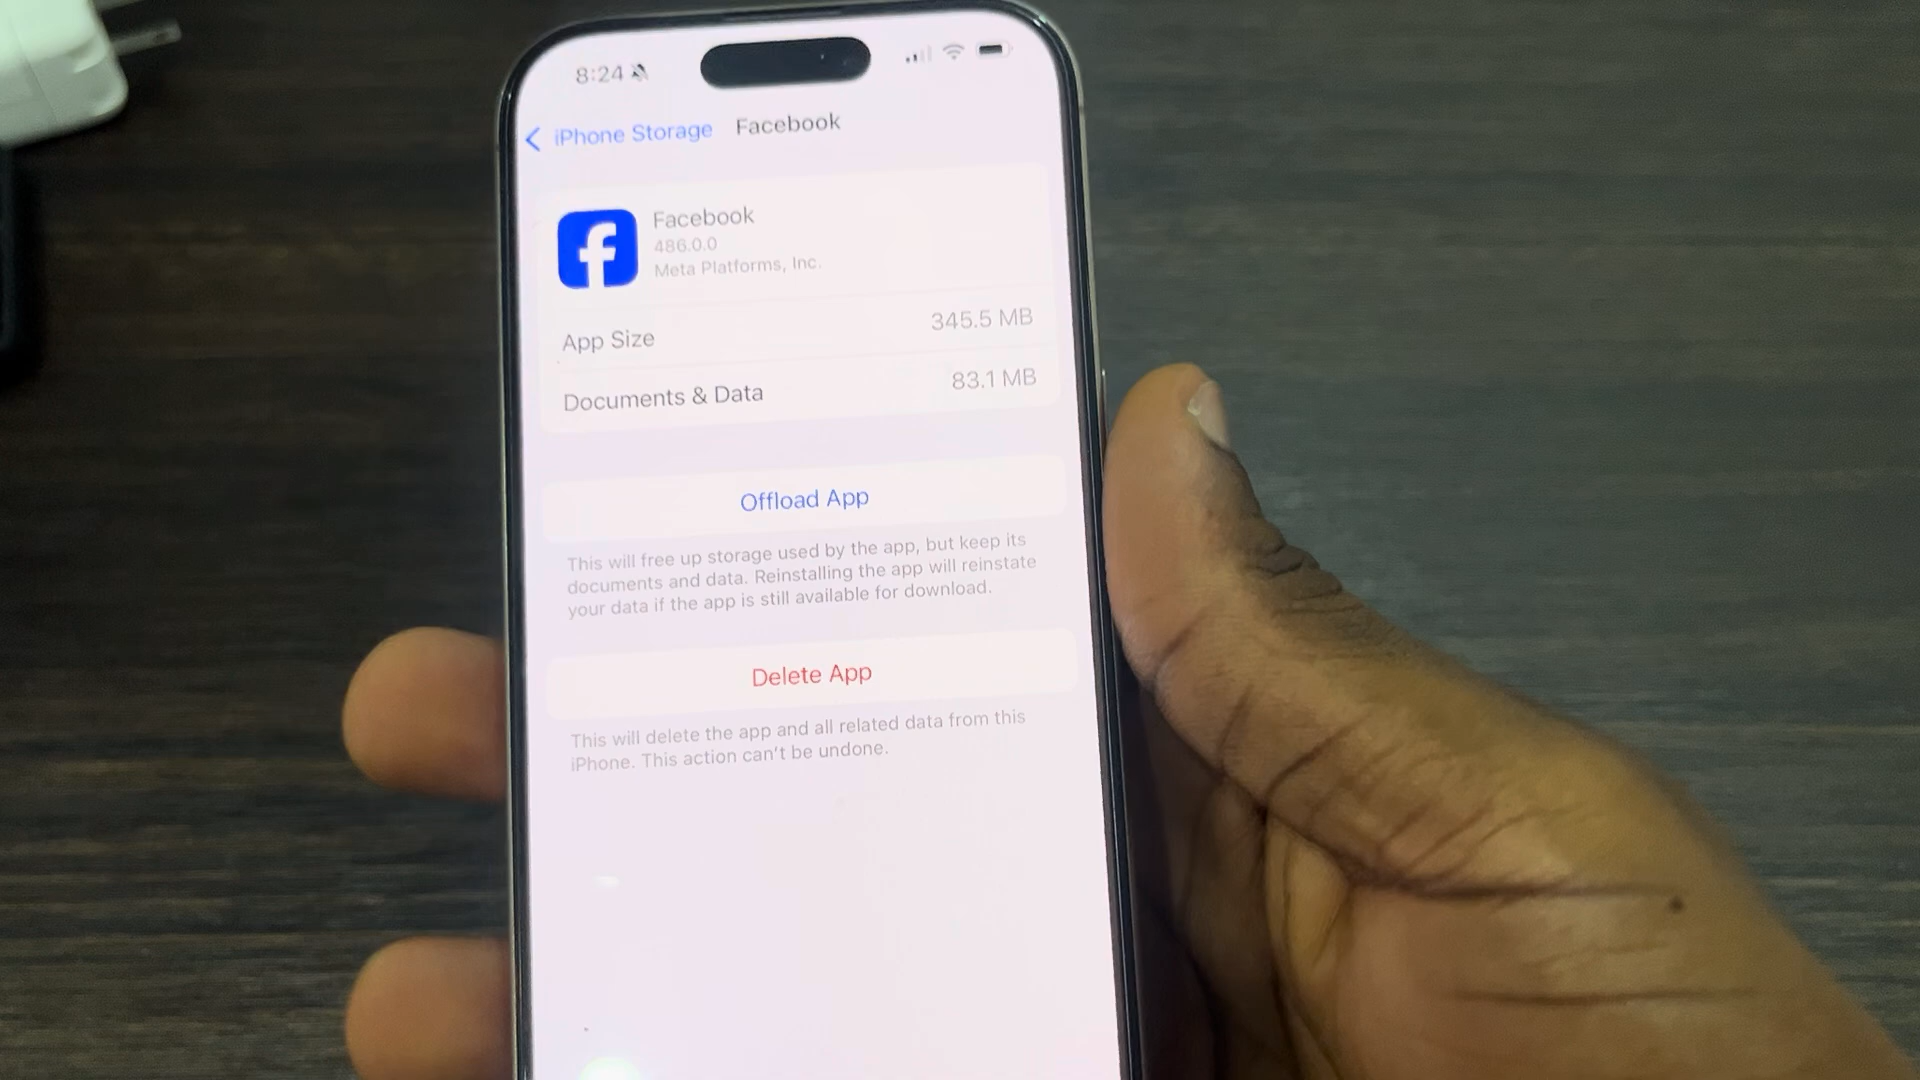 8:24
iPhone Storage Facebook
Facebook
486.0.0
Meta Platforms, Inc.
App Size 345.5 MB
Documents & Data 83.1 MB
Offload App
This will free up storage used by the app, but keep its
documents and data. Reinstalling the app will reinstate
your data if the app is still available for download.
Delete App
This will delete the app and all related data from this
iPhone. This action can’t be undone.